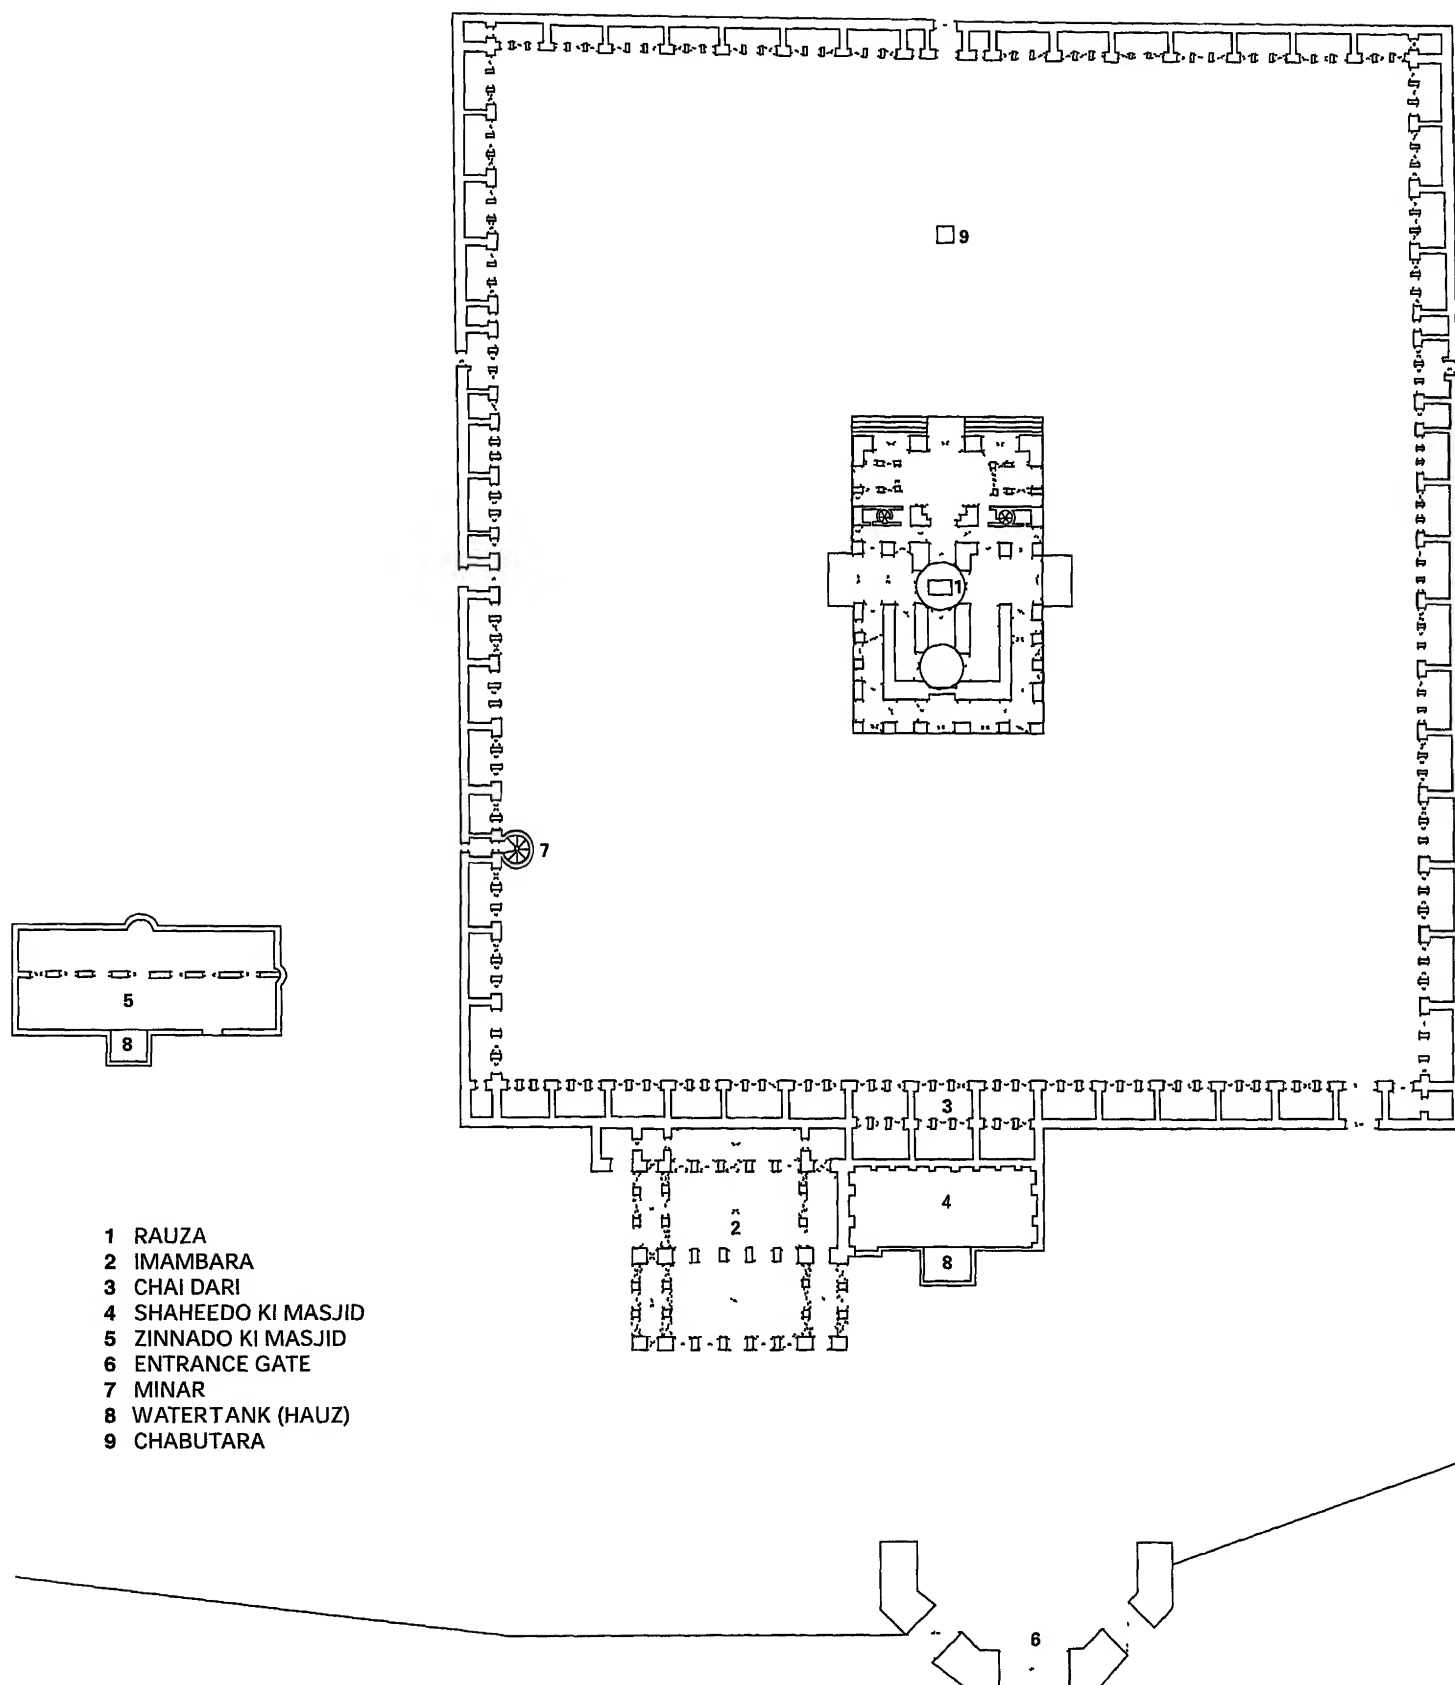 9
1
7
5
8
3
4
2
8
1 RAUZA
2 IMAMBARA
3 CHAI DARI
4 SHAHEEDO KI MASJID
5 ZINNADO KI MASJID
6 ENTRANCE GATE
7 MINAR
8 WATERTANK (HAUZ)
9 CHABUTARA
6